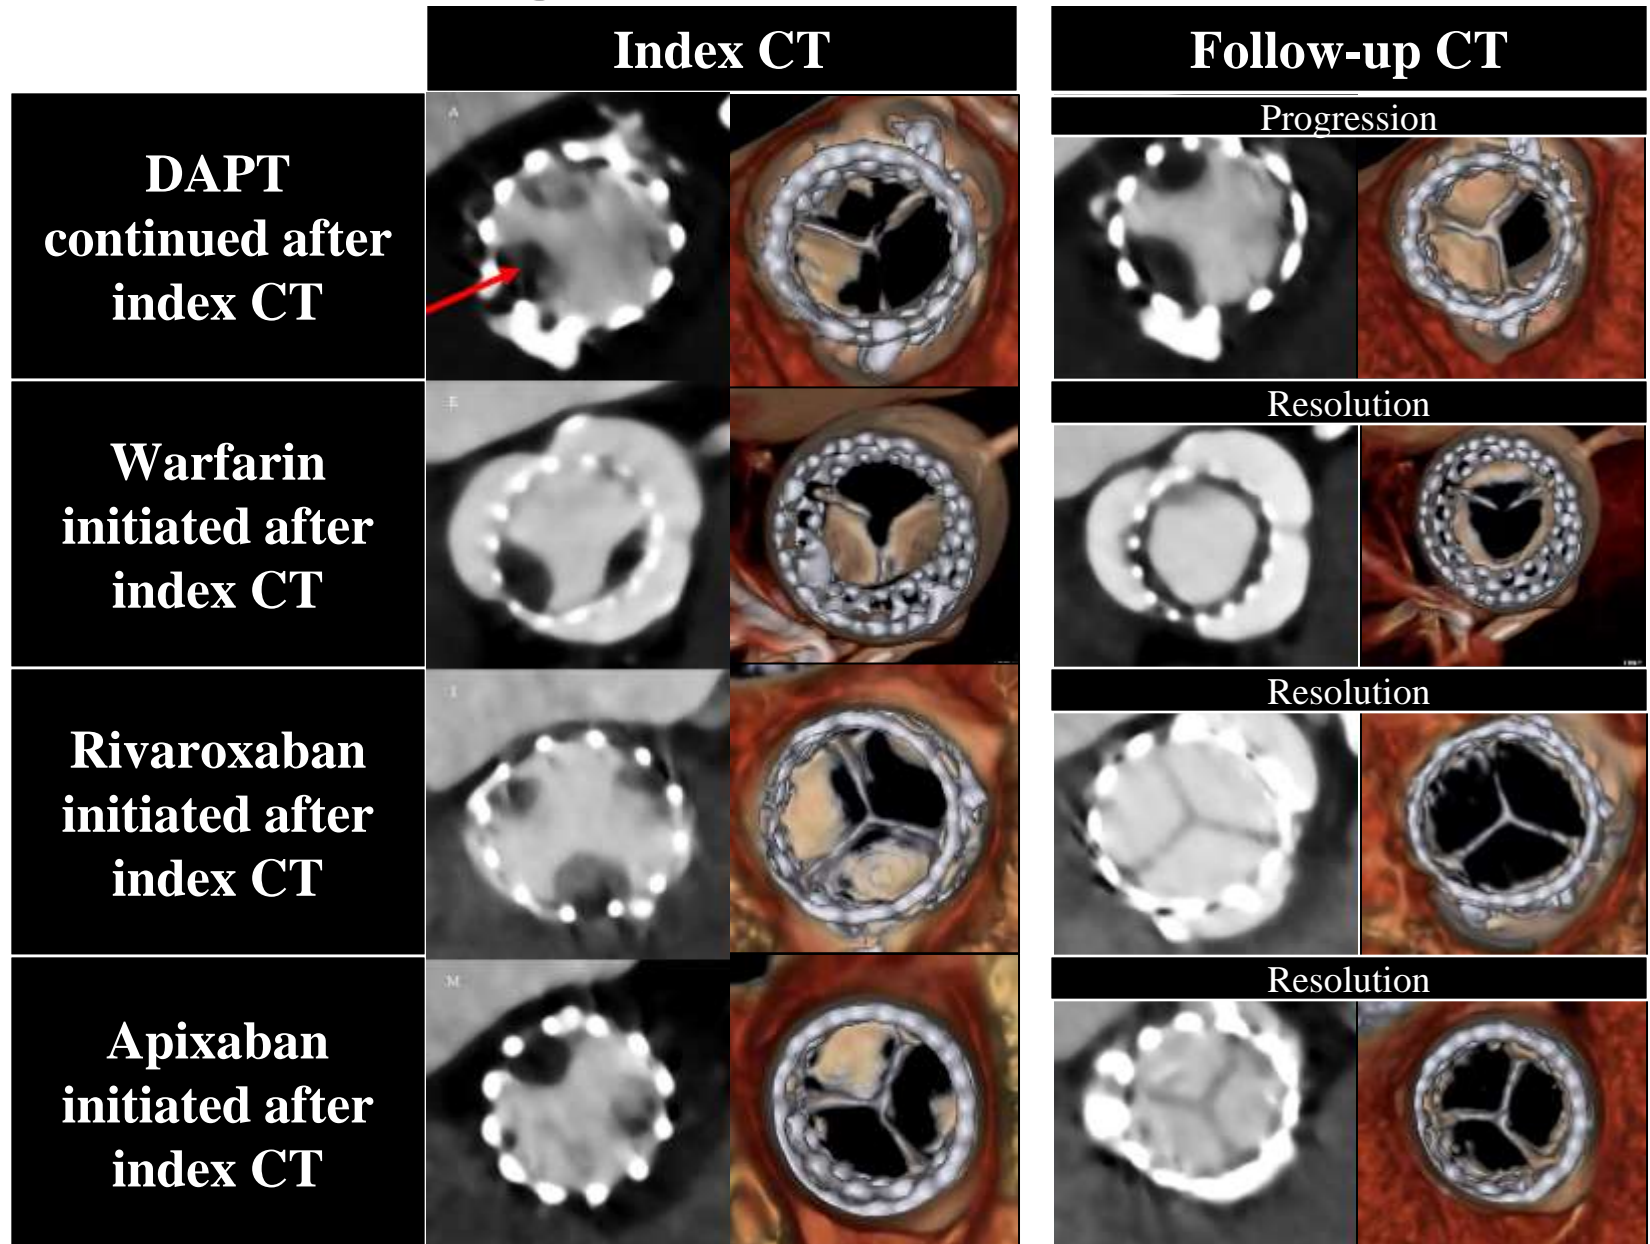 Index CT
Follow-up CT
DAPT
continued after
index CT
A
Progression
Warfarin
initiated after
index CT
E
Resolution
Rivaroxaban
initiated after
index CT
I
Resolution
Apixaban
initiated after
index CT
M
Resolution